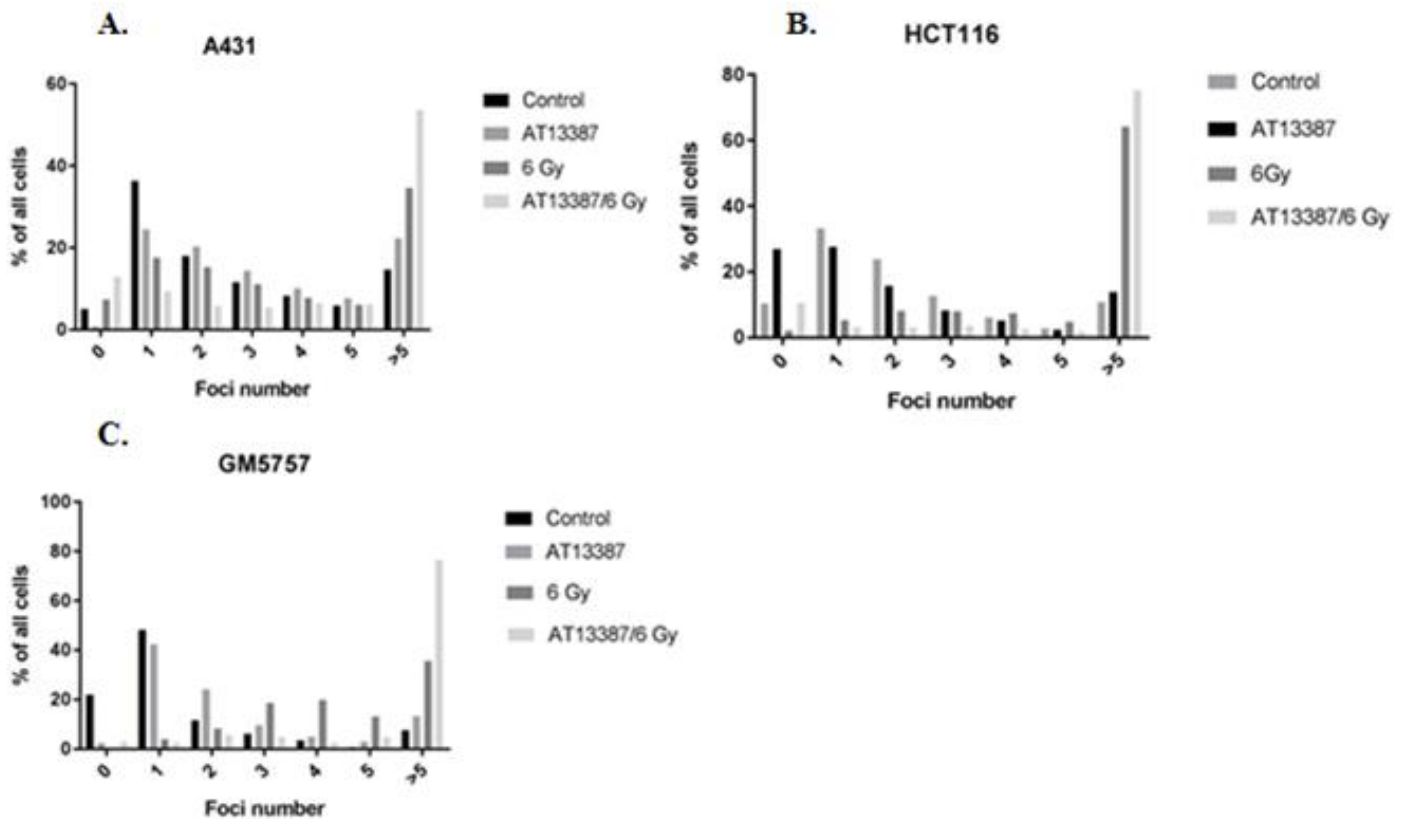 A.
A431
60
40
20
0
% of all cells
0 1 2 3 4 5 >5
Foci number
Control
AT13387
6 Gy
AT13387/6 Gy
B.
HCT116
80
60
40
20
0
% of all cells
0 1 2 3 4 5 >5
Foci number
Control
AT13387
6Gy
AT13387/6 Gy
C.
GM5757
100
80
60
40
20
0
% of all cells
0 1 2 3 4 5 >5
Foci number
Control
AT13387
6 Gy
AT13387/6 Gy